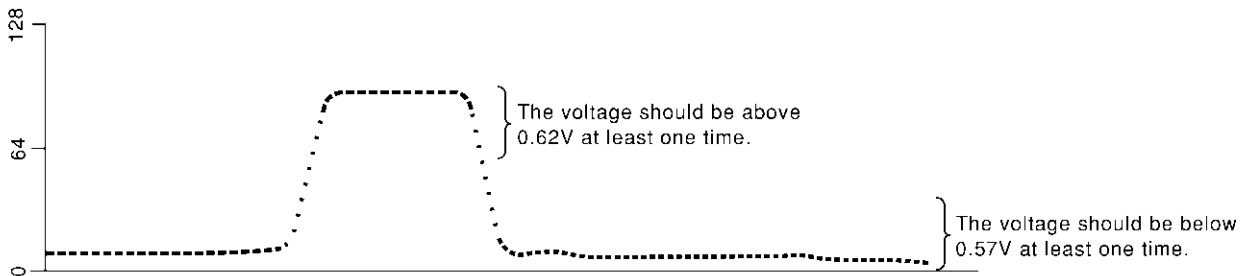 128
The voltage should be above
0.62V at least one time.
64
The voltage should be below
0.57V at least one time.
0